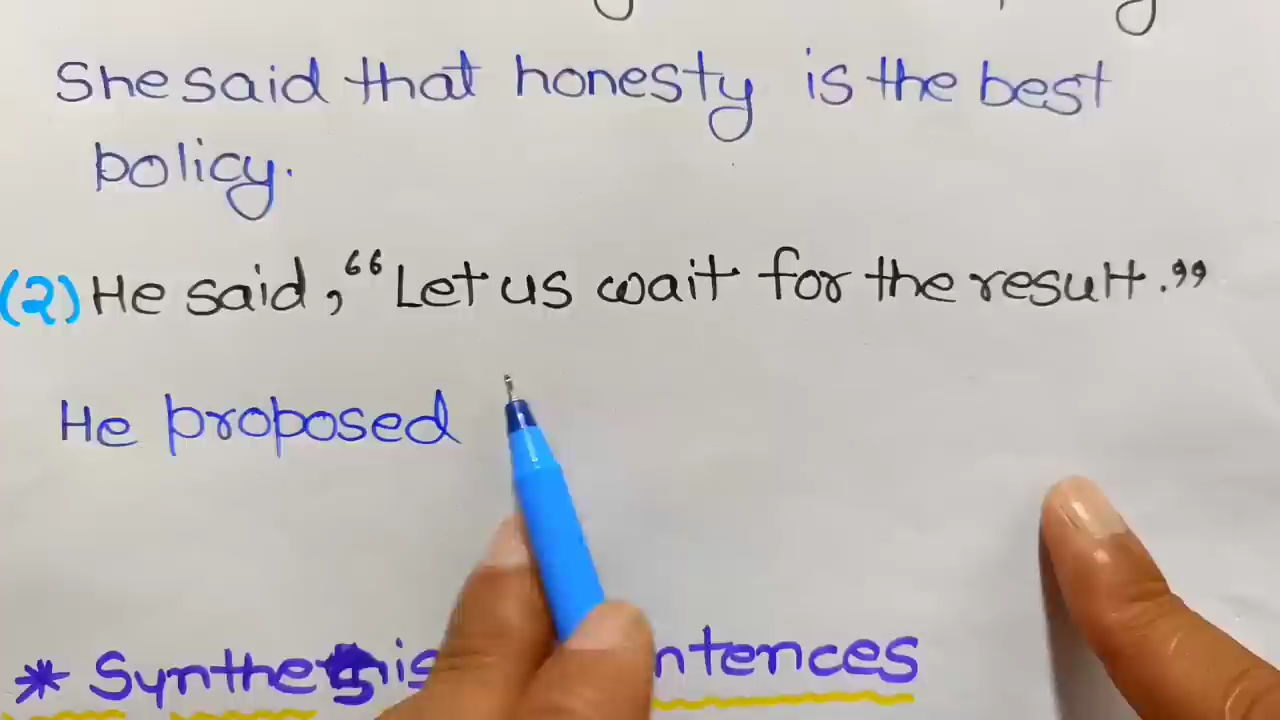 She said that honesty is the best
policy.
(2) He said, "Let us wait for the result."
He proposed
* Synthesis ntences